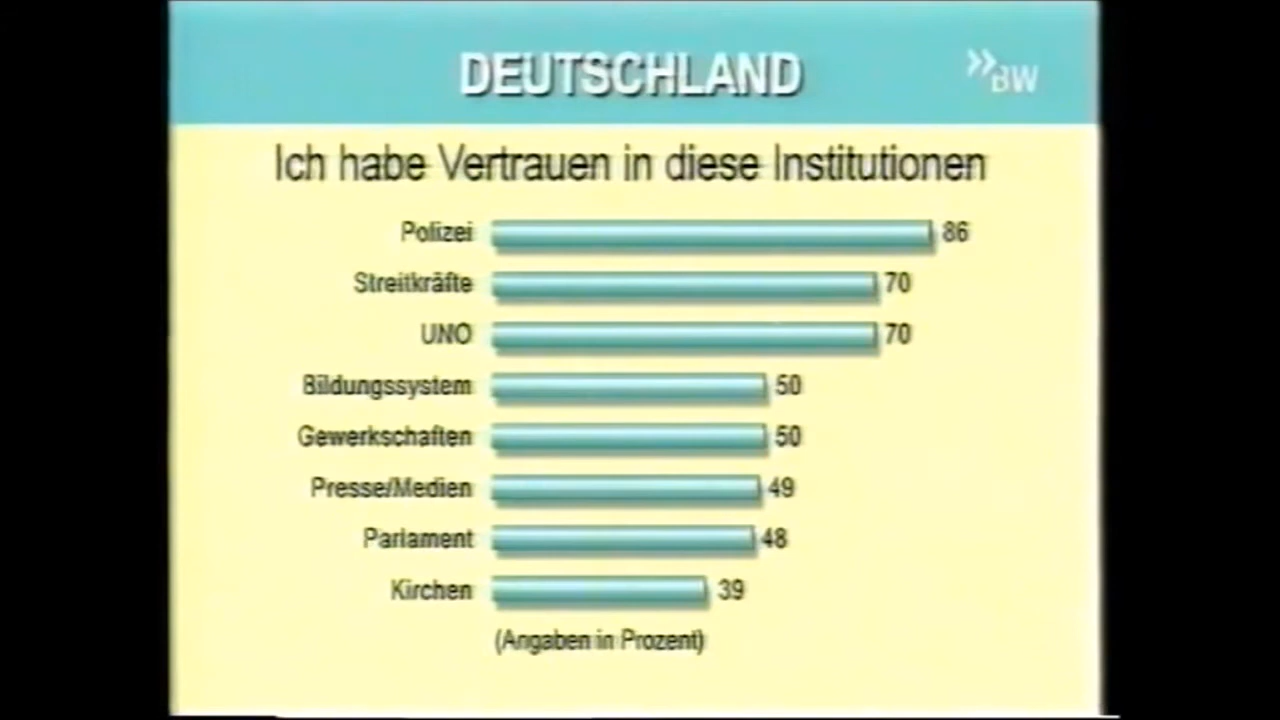 DEUTSCHLAND
»BW
Ich habe Vertrauen in diese Institutionen
Polizei 86
Streitkräfte 70
UNO 70
Bildungssystem 50
Gewerkschaften 50
Presse/Medien 49
Parlament 48
Kirchen 39
(Angaben in Prozent)